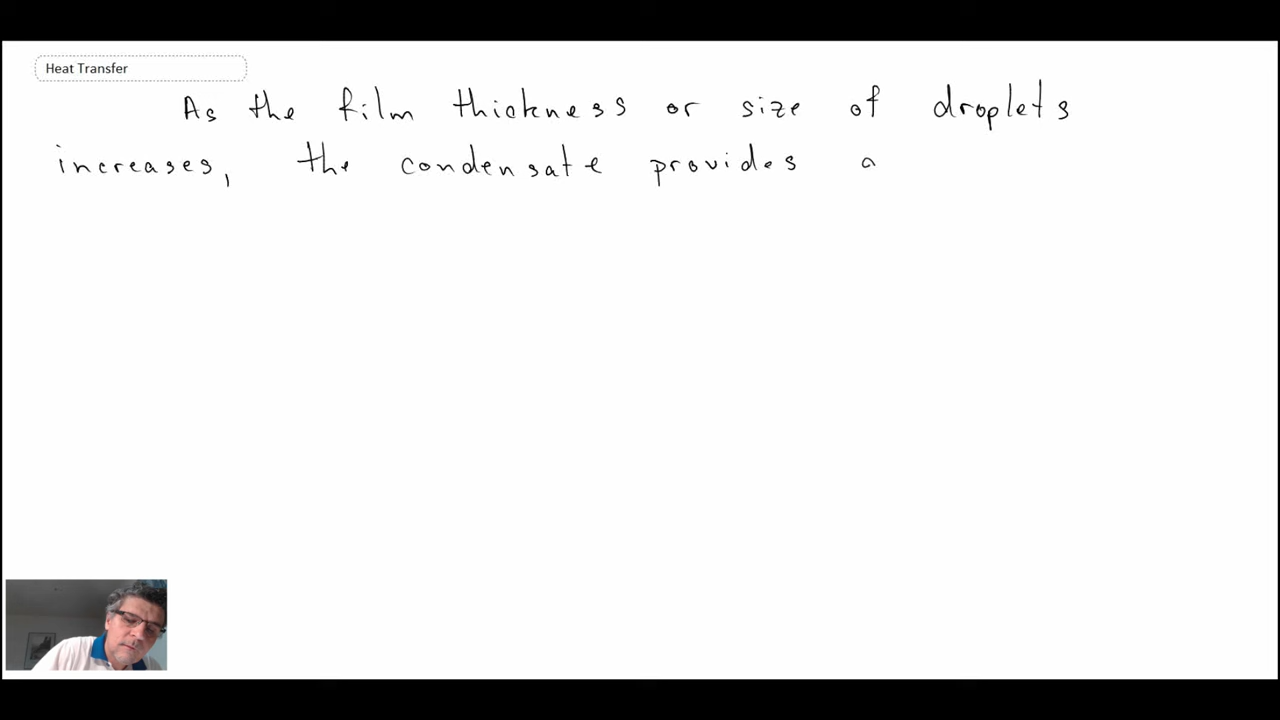 Heat Transfer
As the film thickness or size of droplets
increases, the condensate provides a